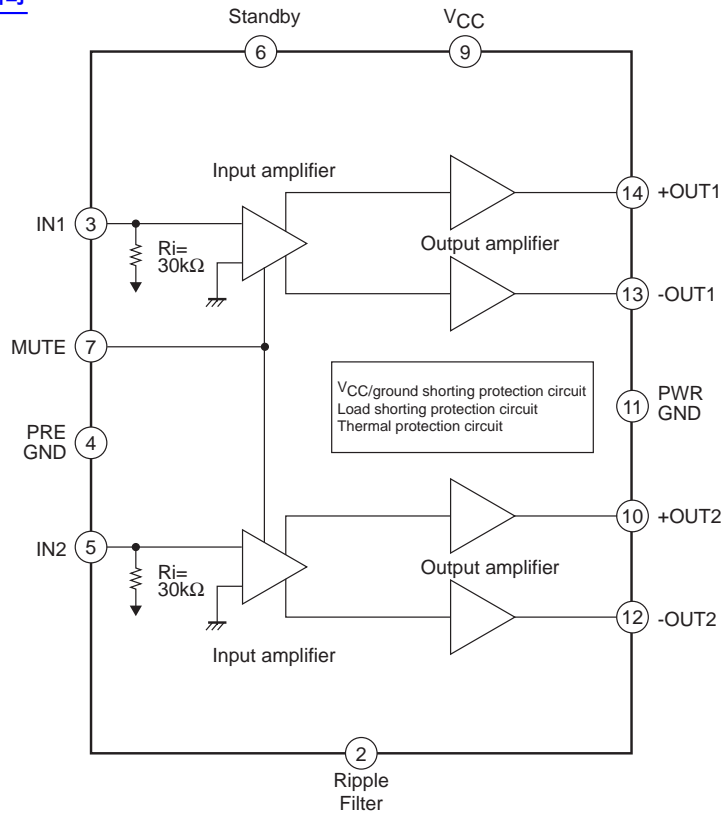 Standby
VCC
6
9
Input amplifier
14 +OUT1
IN1 3
Ri=
30kΩ
Output amplifier
13 -OUT1
MUTE 7
VCC/ground shorting protection circuit
Load shorting protection circuit
Thermal protection circuit
11 PWR
GND
PRE
GND 4
10 +OUT2
IN2 5
Ri=
30kΩ
Output amplifier
12 -OUT2
Input amplifier
2
Ripple
Filter